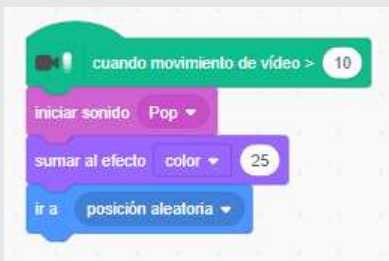 cuando movimiento de vídeo > 10
iniciar sonido Pop
sumar al efecto color 25
ir a posición aleatoria